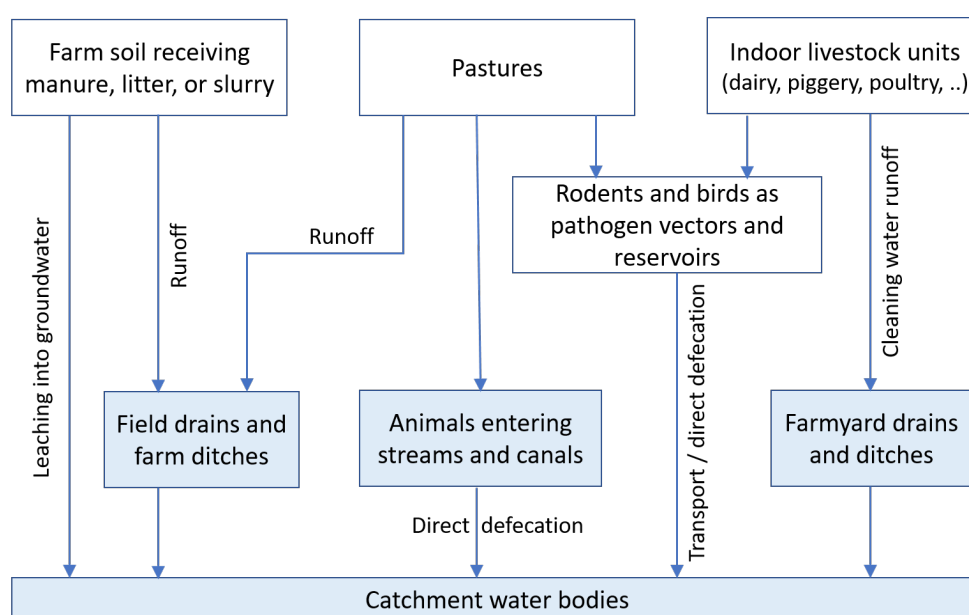 Farm soil receiving
manure, litter, or slurry
Pastures
Indoor livestock units
(dairy, piggery, poultry, ..)
Rodents and birds as
pathogen vectors and
reservoirs
Leaching into groundwater
Runoff
Runoff
Transport / direct defecation
Cleaning water runoff
Field drains and
farm ditches
Animals entering
streams and canals
Farmyard drains
and ditches
Direct defecation
Catchment water bodies